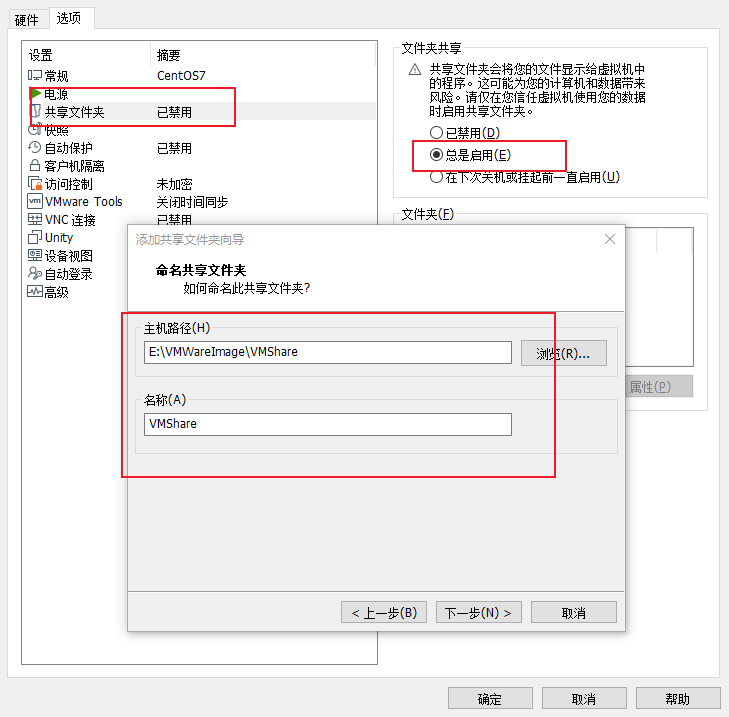 硬件 选项
设置 摘要
常规 CentOS7
电源
共享文件夹 已禁用
快照
自动保护 已禁用
客户机隔离
访问控制 未加密
VMware Tools 关闭时间同步
VNC 连接 已禁用
Unity
设备视图
自动登录
高级
文件夹共享
共享文件夹会将您的文件显示给虚拟机中
的程序。这可能为您的计算机和数据带来
风险。请仅在您信任虚拟机使用您的数据
时启用共享文件夹。
已禁用(D)
总是启用(E)
在下次关机或挂起前一直启用(U)
文件夹(F)
属性(P)
添加共享文件夹向导
命名共享文件夹
如何命名此共享文件夹?
主机路径(H)
E:\VMWareImage\VMShare
浏览(R)...
名称(A)
VMShare
< 上一步(B) 下一步(N) > 取消
确定 取消 帮助